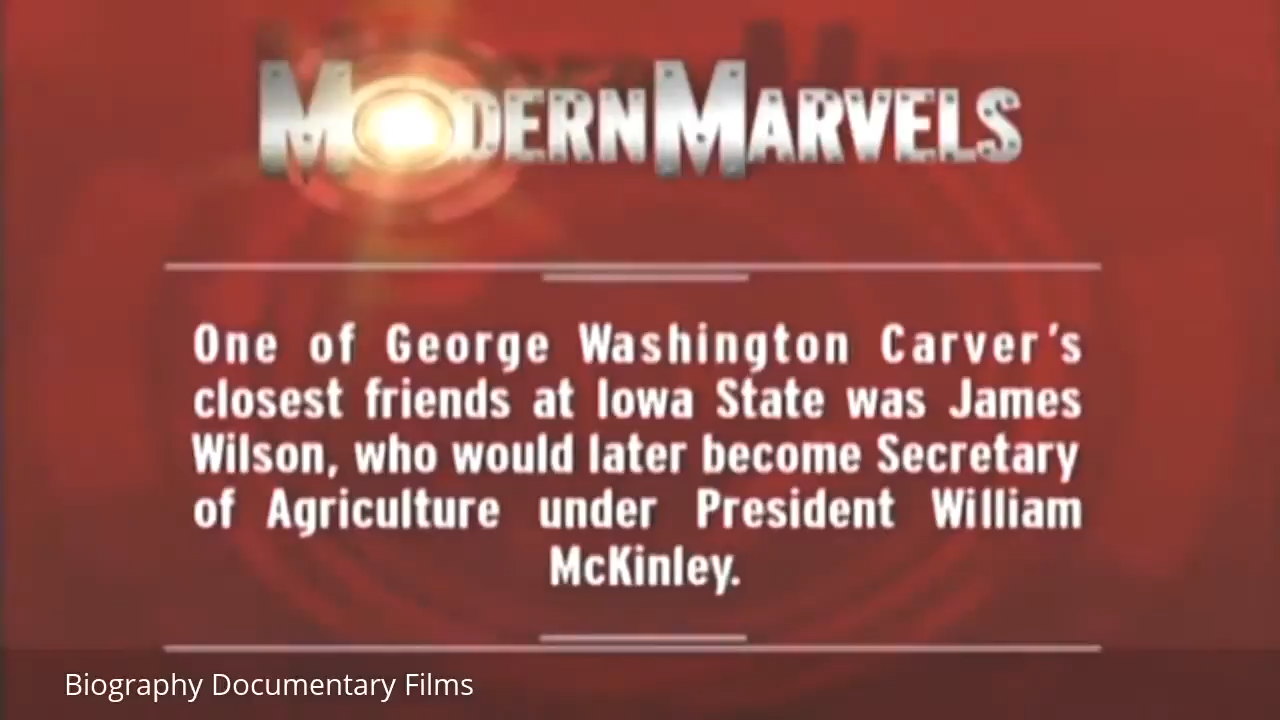 MODERN MARVELS
One of George Washington Carver's
closest friends at Iowa State was James
Wilson, who would later become Secretary
of Agriculture under President William
McKinley.
Biography Documentary Films